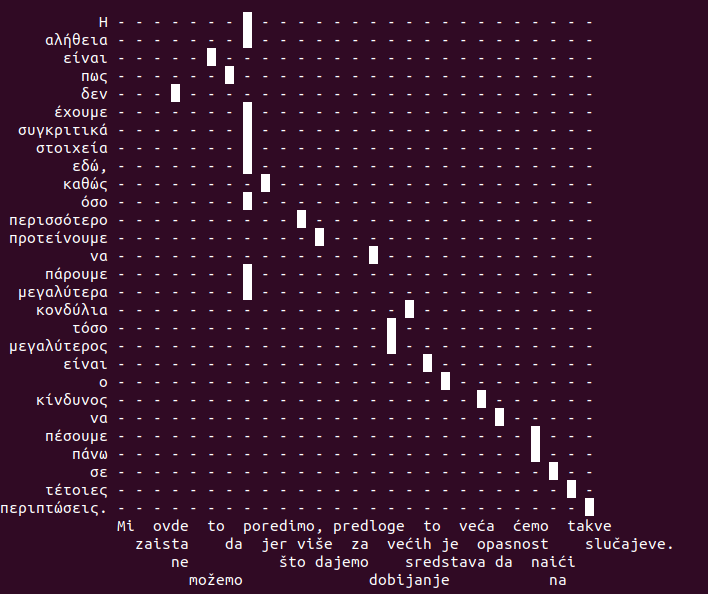 Η
αλήθεια
είναι
πως
δεν
έχουμε
συγκριτικά
στοιχεία
εδώ,
καθώς
όσο
περισσότερο
προτείνουμε
να
πάρουμε
μεγαλύτερα
κονδύλια
τόσο
μεγαλύτερος
είναι
ο
κίνδυνος
να
πέσουμε
πάνω
σε
τέτοιες
περιπτώσεις.
Mi ovde to poredimo, predloge to veća ćemo takve
zaista da jer više za većih je opasnost slučajeve.
ne što dajemo sredstava da naići
možemo dobijanje na